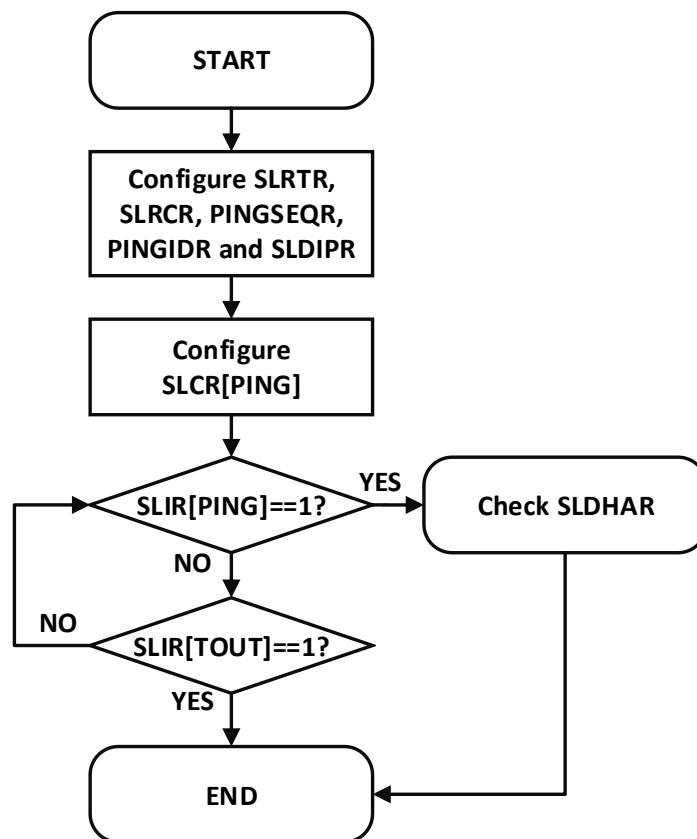 START
Configure SLRTR,
SLRCR, PINGSEQR,
PINGIDR and SLDIPR
Configure
SLCR[PING]
SLIR[PING]==1?
YES
Check SLDHAR
NO
SLIR[TOUT]==1?
NO
YES
END